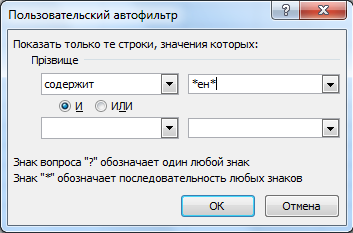 Пользовательский автофильтр
Показать только те строки, значения которых:
Прізвище
содержит *ен*
И ИЛИ
Знак вопроса "?" обозначает один любой знак
Знак "*" обозначает последовательность любых знаков
ОК Отмена